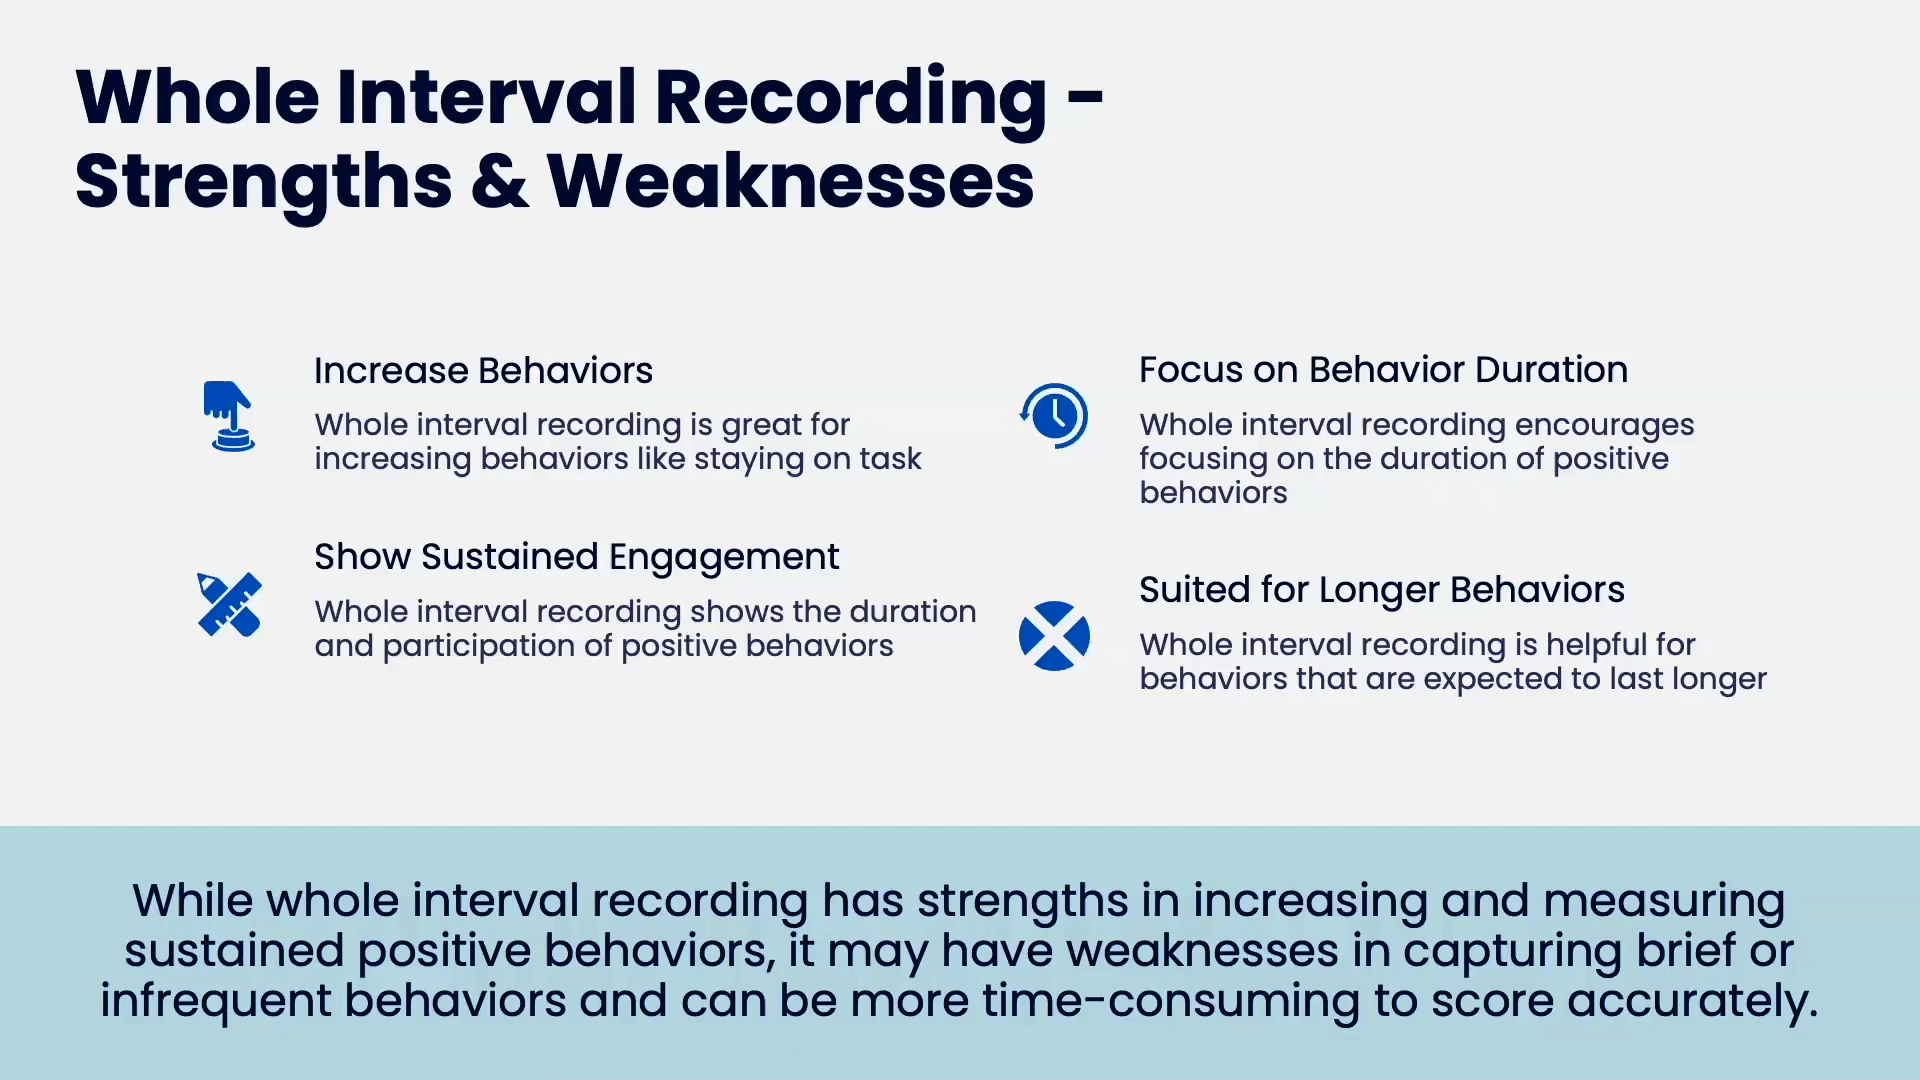 Whole Interval Recording -
Strengths & Weaknesses
Increase Behaviors
Whole interval recording is great for
increasing behaviors like staying on task
Show Sustained Engagement
Whole interval recording shows the duration
and participation of positive behaviors
Focus on Behavior Duration
Whole interval recording encourages
focusing on the duration of positive
behaviors
Suited for Longer Behaviors
Whole interval recording is helpful for
behaviors that are expected to last longer
While whole interval recording has strengths in increasing and measuring
sustained positive behaviors, it may have weaknesses in capturing brief or
infrequent behaviors and can be more time-consuming to score accurately.